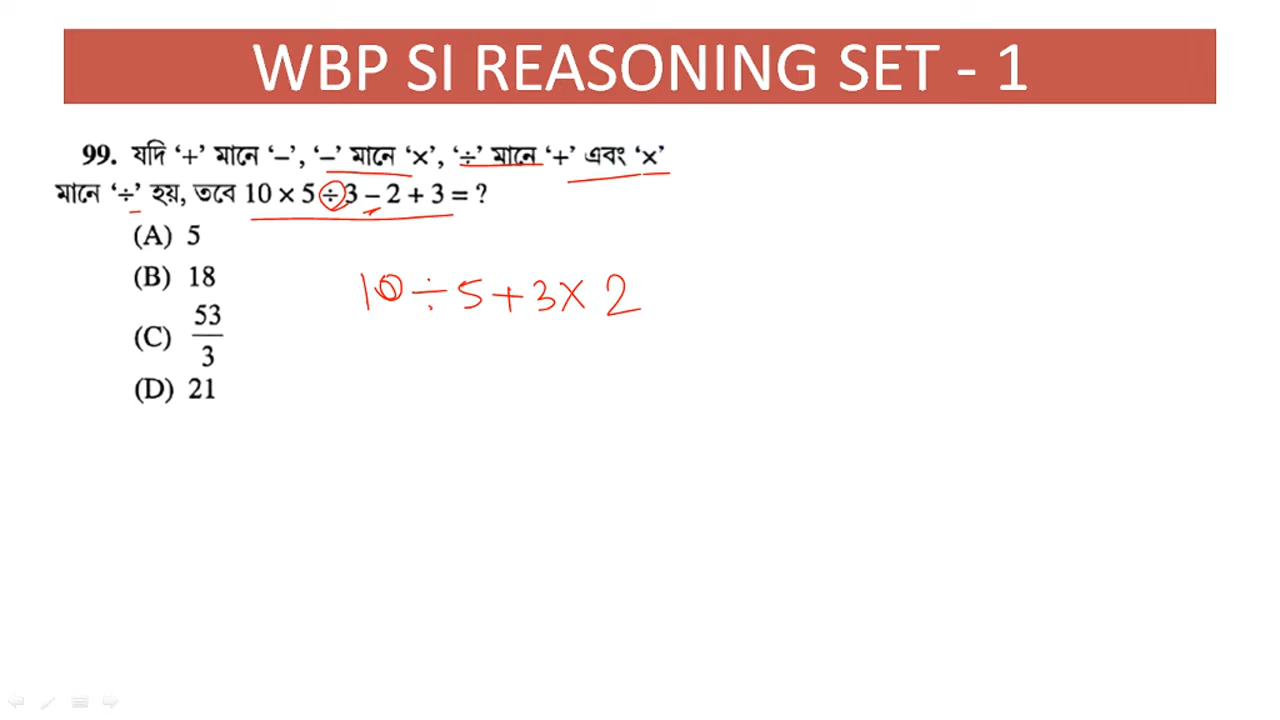 WBP SI REASONING SET - 1
99. যদি ‘+’ মানে ‘–’, ‘–’ মানে ‘×’, ‘÷’ মানে ‘+’ এবং ‘×’
মানে ‘÷’ হয়, তবে 10 × 5 ÷ 3 – 2 + 3 = ?
(A) 5
(B) 18
(C) 53/3
(D) 21
10 ÷ 5 + 3 × 2